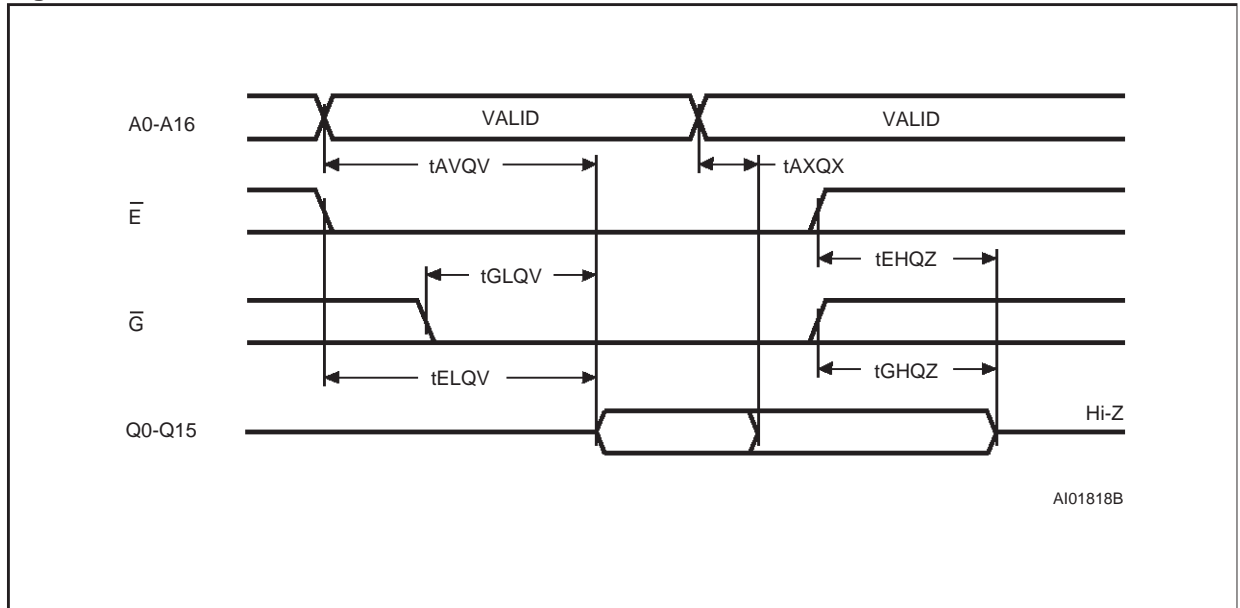 A0-A16
VALID
VALID
tAVQV
tAXQX
E̅
tEHQZ
tGLQV
G̅
tGHQZ
tELQV
Q0-Q15
Hi-Z
AI01818B